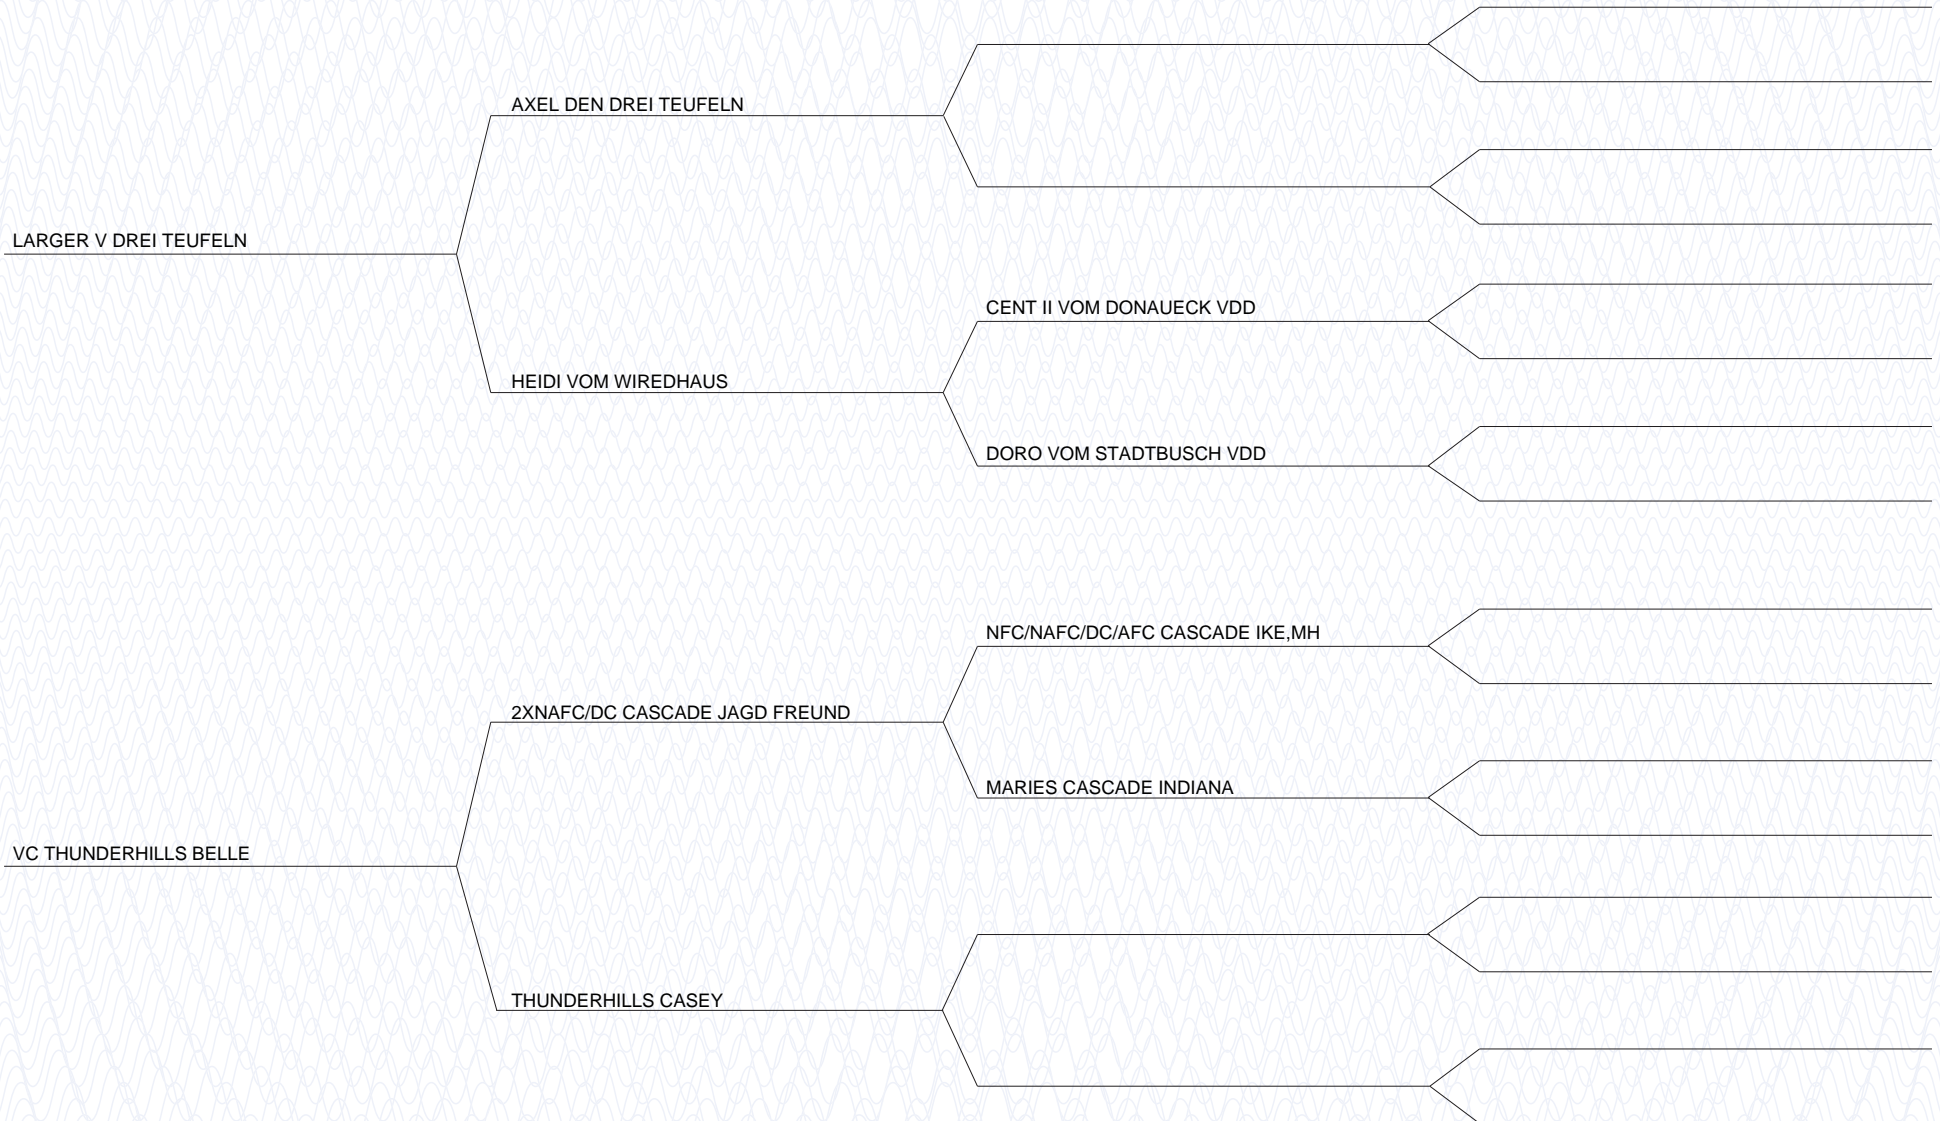 AXEL DEN DREI TEUFELN
LARGER V DREI TEUFELN
CENT II VOM DONAUECK VDD
HEIDI VOM WIREDHAUS
DORO VOM STADTBUSCH VDD
NFC/NAFC/DC/AFC CASCADE IKE,MH
2XNAFC/DC CASCADE JAGD FREUND
MARIES CASCADE INDIANA
VC THUNDERHILLS BELLE
THUNDERHILLS CASEY